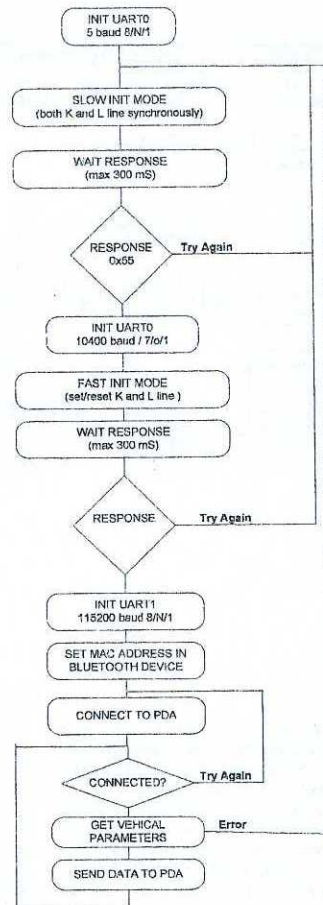 INIT UART0
5 baud 8/N/1
SLOW INIT MODE
(both K and L line synchronously)
WAIT RESPONSE
(max 300 mS)
RESPONSE
0x55
Try Again
INIT UART0
10400 baud / 7/o/1
FAST INIT MODE
(set/reset K and L line )
WAIT RESPONSE
(max 300 mS)
RESPONSE
Try Again
INIT UART1
115200 baud 8/N/1
SET MAC ADDRESS IN
BLUETOOTH DEVICE
CONNECT TO PDA
CONNECTED?
Try Again
GET VEHICAL
PARAMETERS
Error
SEND DATA TO PDA